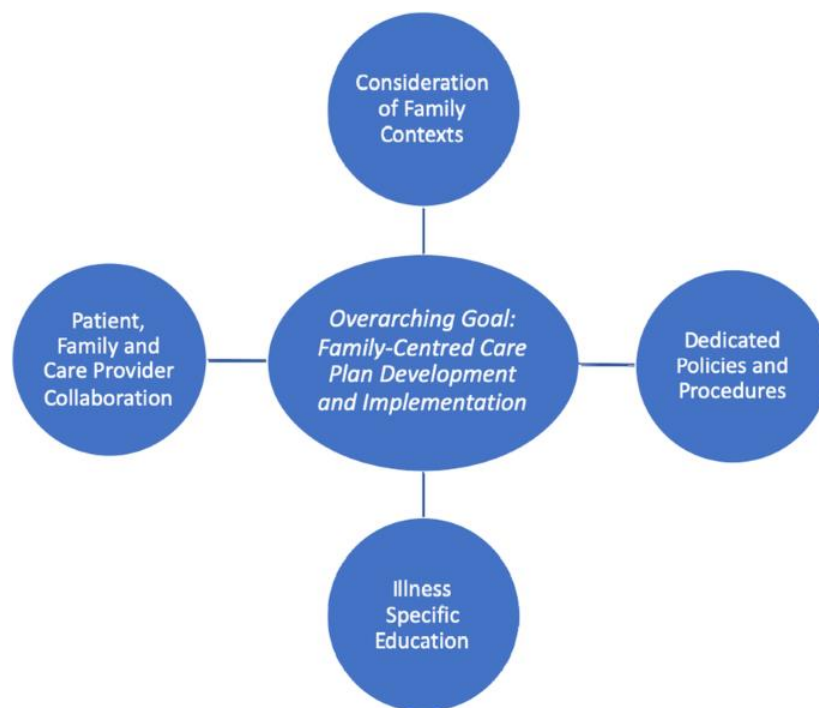 Consideration
of Family
Contexts
Patient,
Family and
Care Provider
Collaboration
Overarching Goal:
Family-Centred Care
Plan Development
and Implementation
Dedicated
Policies and
Procedures
Illness
Specific
Education